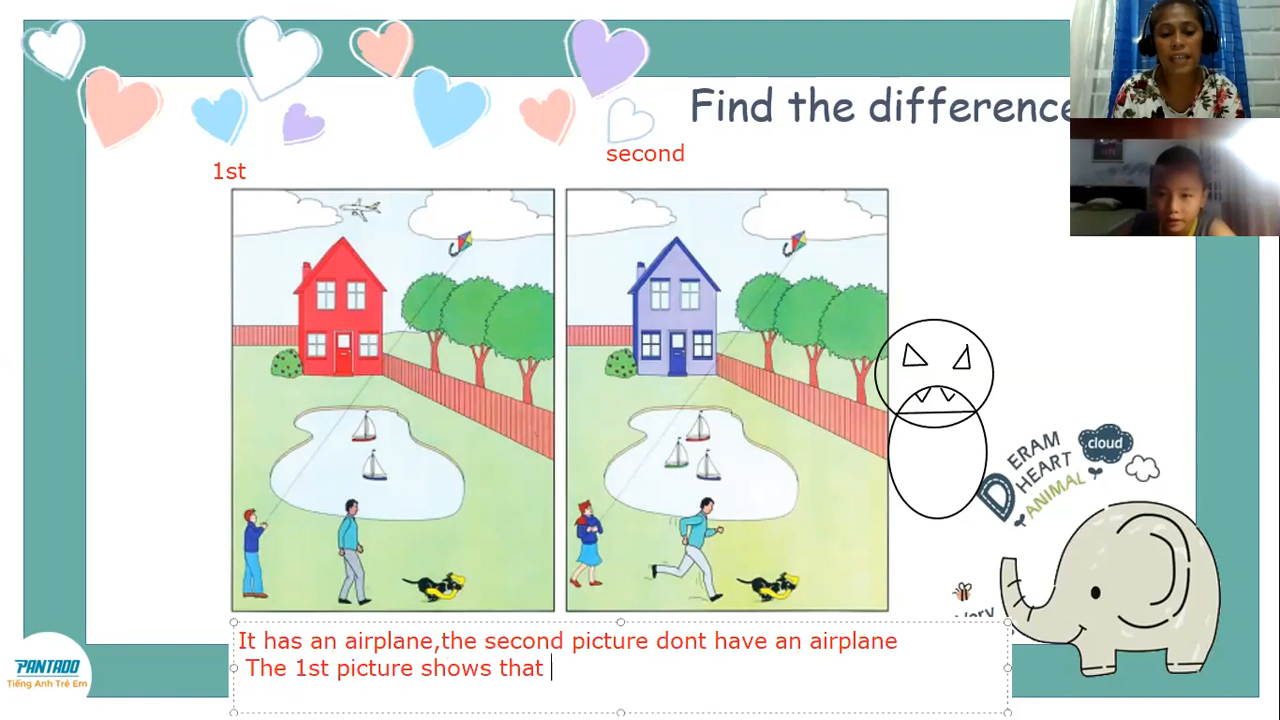 Find the difference
second
1st
ERAM
HEART
D
ANIMAL
cloud
It has an airplane,the second picture dont have an airplane
The 1st picture shows that
PANTADO
Tiếng Anh Trẻ Em